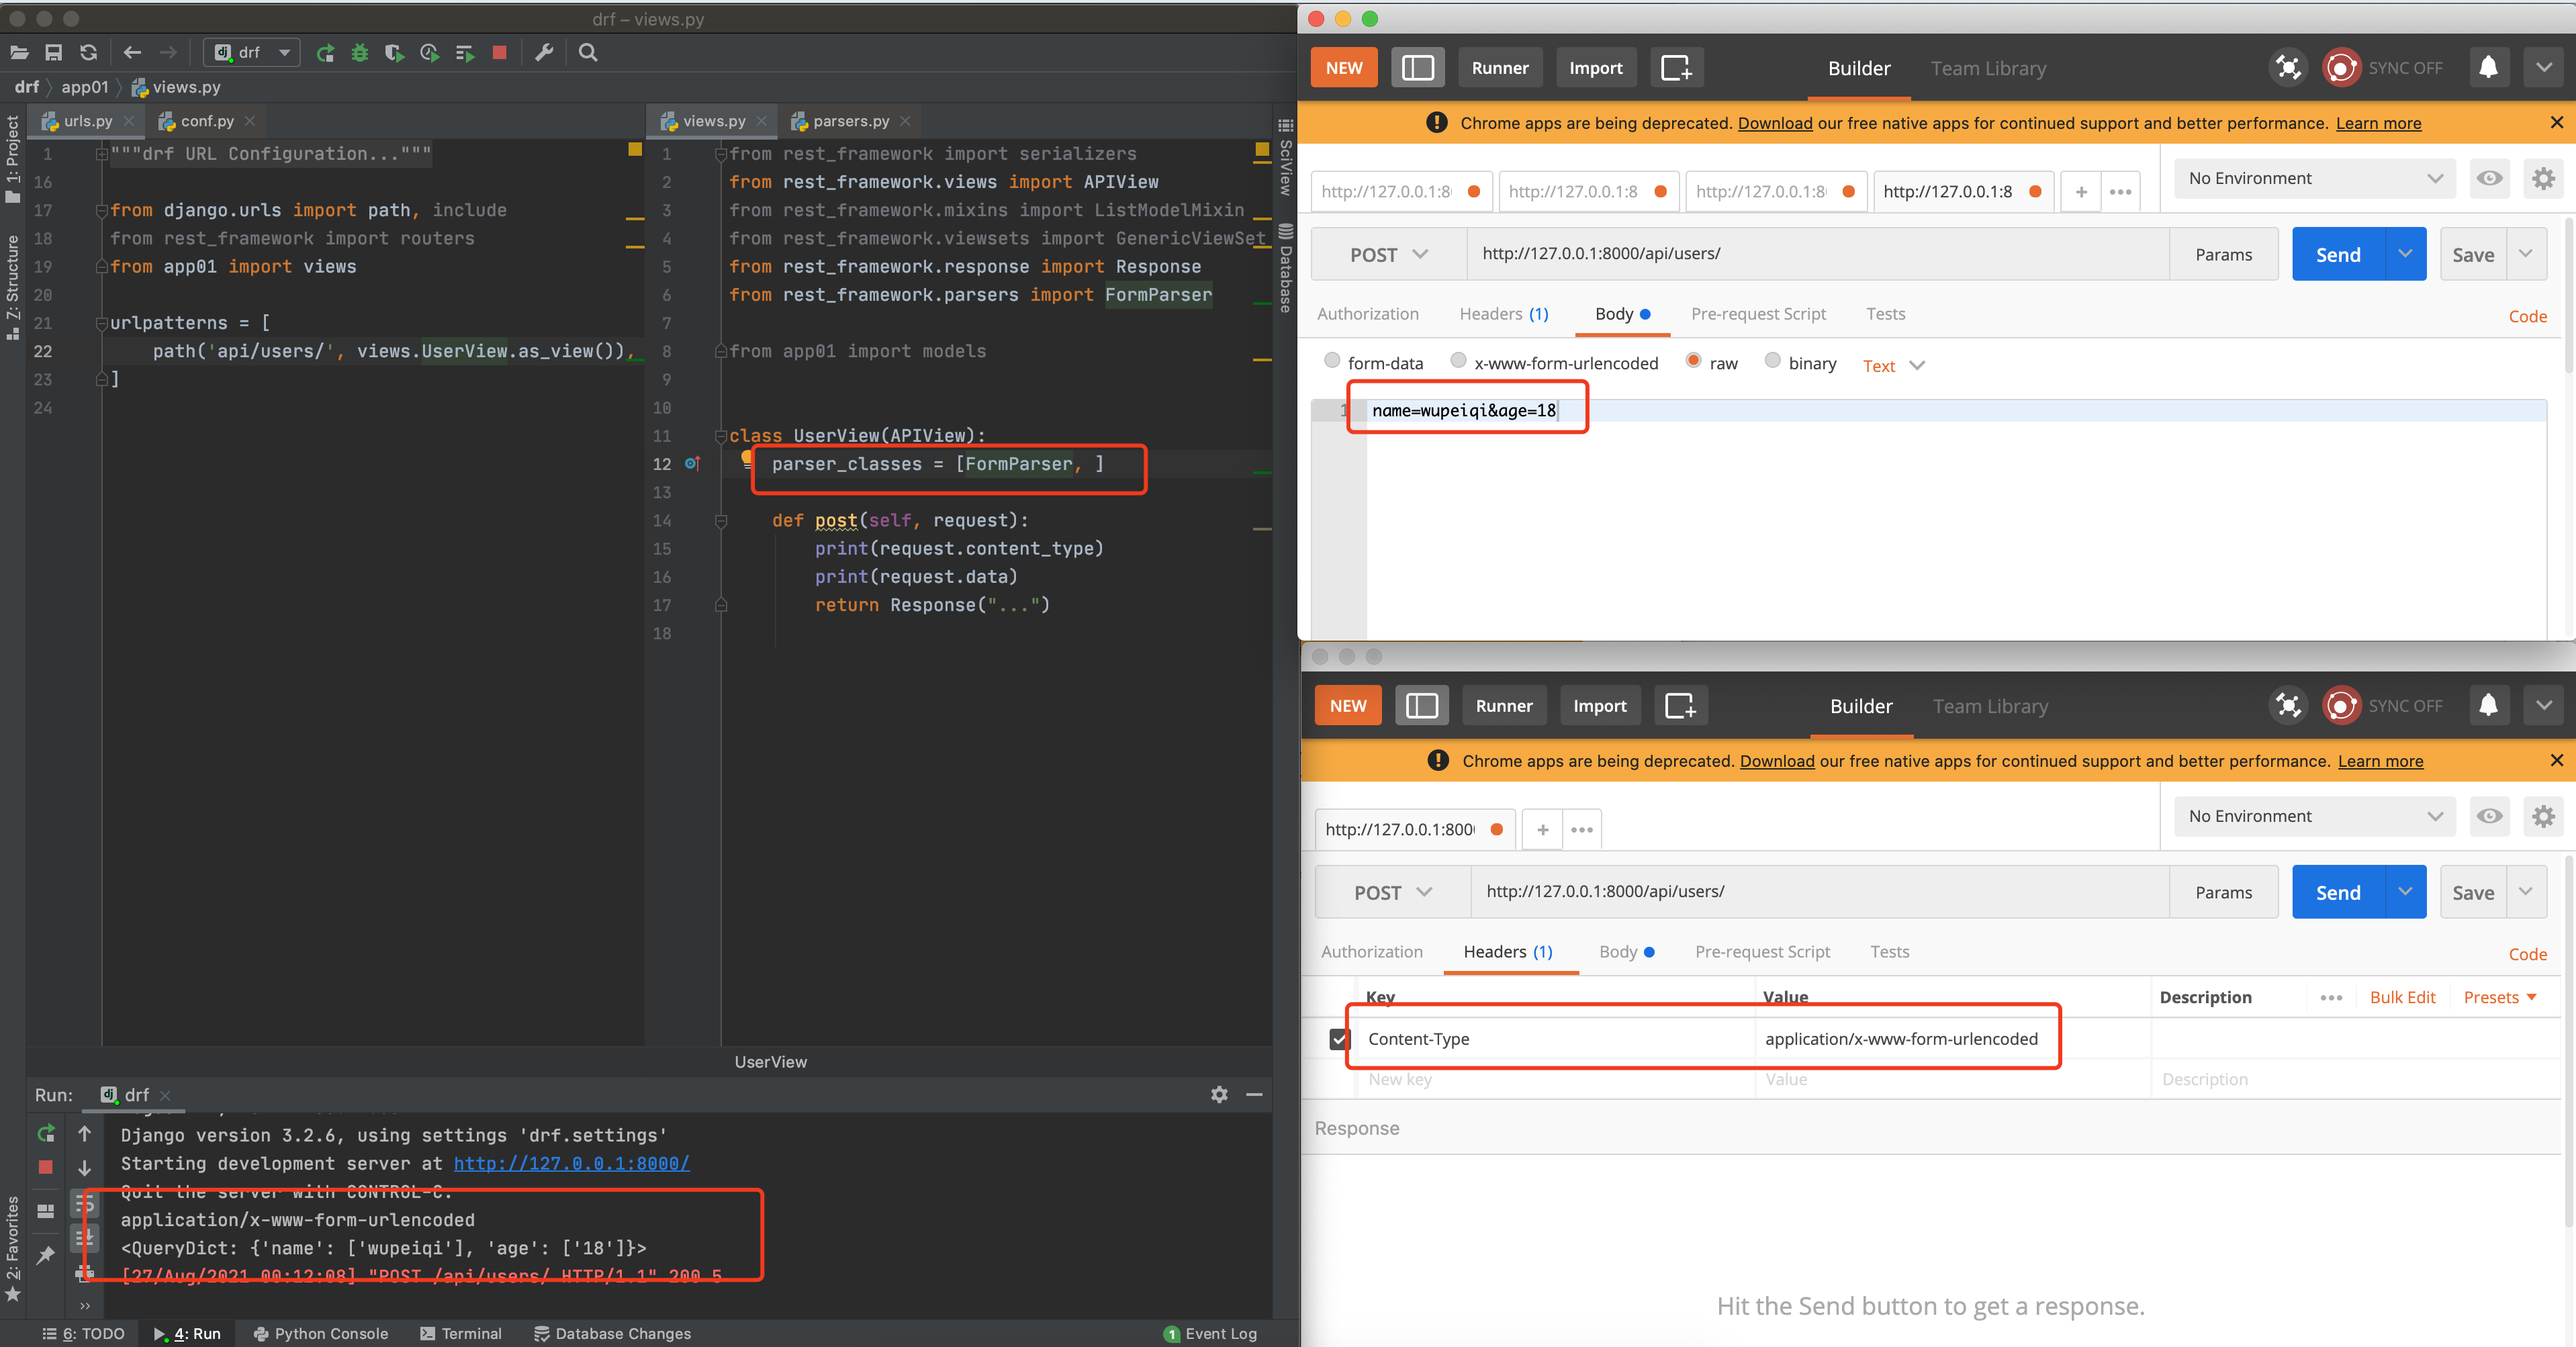 drf – views.py
drf
drf
app01
views.py
urls.py
conf.py
views.py
parsers.py
1: Project
Z: Structure
2: Favorites
SciView
Database
1 """drf URL Configuration..."""
16
17 from django.urls import path, include
18 from rest_framework import routers
19 from app01 import views
20
21 urlpatterns = [
22 path('api/users/', views.UserView.as_view()),
23 ]
24
1 from rest_framework import serializers
2 from rest_framework.views import APIView
3 from rest_framework.mixins import ListModelMixin
4 from rest_framework.viewsets import GenericViewSet
5 from rest_framework.response import Response
6 from rest_framework.parsers import FormParser
7
8 from app01 import models
9
10
11 class UserView(APIView):
12 parser_classes = [FormParser, ]
13
14 def post(self, request):
15 print(request.content_type)
16 print(request.data)
17 return Response("...")
18
UserView
Run: drf
Django version 3.2.6, using settings 'drf.settings'
Starting development server at http://127.0.0.1:8000/
Quit the server with CONTROL-C.
application/x-www-form-urlencoded
<QueryDict: {'name': ['wupeiqi'], 'age': ['18']}>
[27/Aug/2021 00:12:08] "POST /api/users/ HTTP/1.1" 200 5
6: TODO
4: Run
Python Console
Terminal
Database Changes
1 Event Log
NEW
Runner
Import
Builder
Team Library
SYNC OFF
Chrome apps are being deprecated. Download our free native apps for continued support and better performance. Learn more
http://127.0.0.1:8
http://127.0.0.1:8
http://127.0.0.1:8
http://127.0.0.1:8
No Environment
POST
http://127.0.0.1:8000/api/users/
Params
Send
Save
Authorization
Headers (1)
Body
Pre-request Script
Tests
Code
form-data
x-www-form-urlencoded
raw
binary
Text
1 name=wupeiqi&age=18
NEW
Runner
Import
Builder
Team Library
SYNC OFF
Chrome apps are being deprecated. Download our free native apps for continued support and better performance. Learn more
http://127.0.0.1:800
No Environment
POST
http://127.0.0.1:8000/api/users/
Params
Send
Save
Authorization
Headers (1)
Body
Pre-request Script
Tests
Code
Key
Value
Description
Bulk Edit
Presets
Content-Type
application/x-www-form-urlencoded
New key
Value
Description
Response
Hit the Send button to get a response.